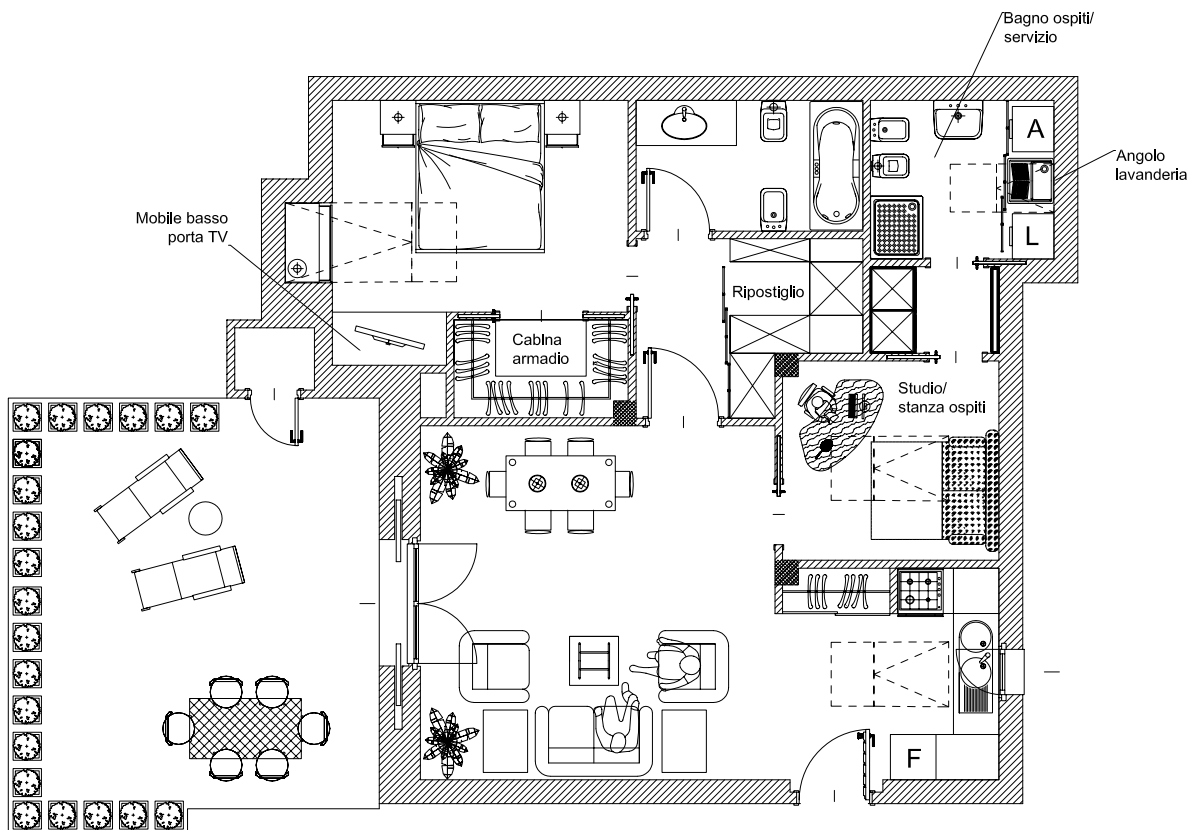 Bagno ospiti/
servizio
A
Angolo
lavanderia
Mobile basso
porta TV
L
Ripostiglio
Cabina
armadio
Studio/
stanza ospiti
F